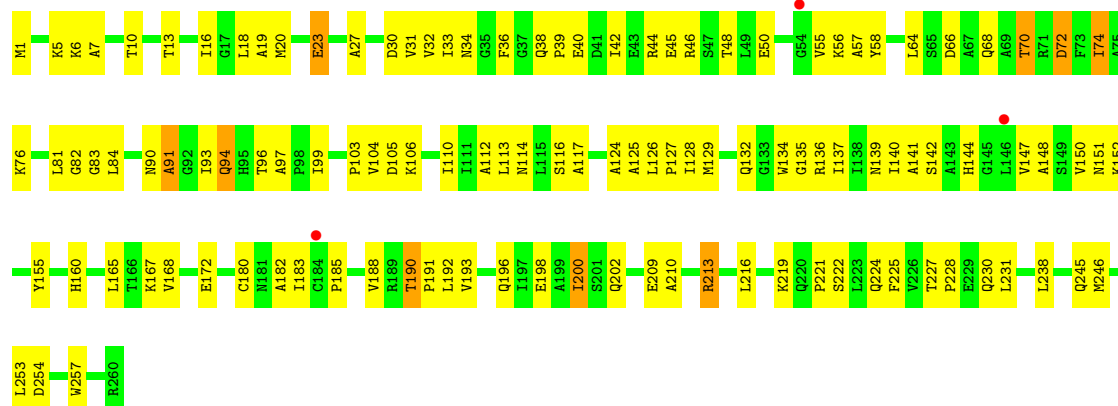 M1 K5 K6 A7 T10 T13 I16 G17 L18 A19 M20 E23 A27 D30 V31 V32 I33 N34 G35 F36 G37 Q38 P39 E40 D41 I42 E43 R44 E45 R46 S47 T48 L49 E50 G54 V55 K56 A57 Y58 L64 S65 D66 A67 Q68 A69 T70 R71 D72 F73 I74 A75
K76 L81 G82 G83 L84 N90 A91 G92 I93 Q94 H95 T96 A97 P98 I99 P103 V104 D105 K106 I110 I111 A112 L113 N114 L115 S116 A117 A124 A125 L126 P127 I128 M129 Q132 G133 W134 G135 R136 I137 I138 N139 I140 A141 S142 A143 H144 G145 L146 V147 A148 S149 V150 N151 K152
Y155 H160 L165 T166 K167 V168 E172 C180 N181 A182 I183 C184 P185 V188 R189 T190 P191 L192 V193 Q196 I197 E198 A199 I200 S201 Q202 E209 A210 R213 L216 K219 Q220 P221 S222 L223 Q224 F225 V226 T227 P228 E229 Q230 L231 L238 Q245 M246
L253 D254 W257 R260